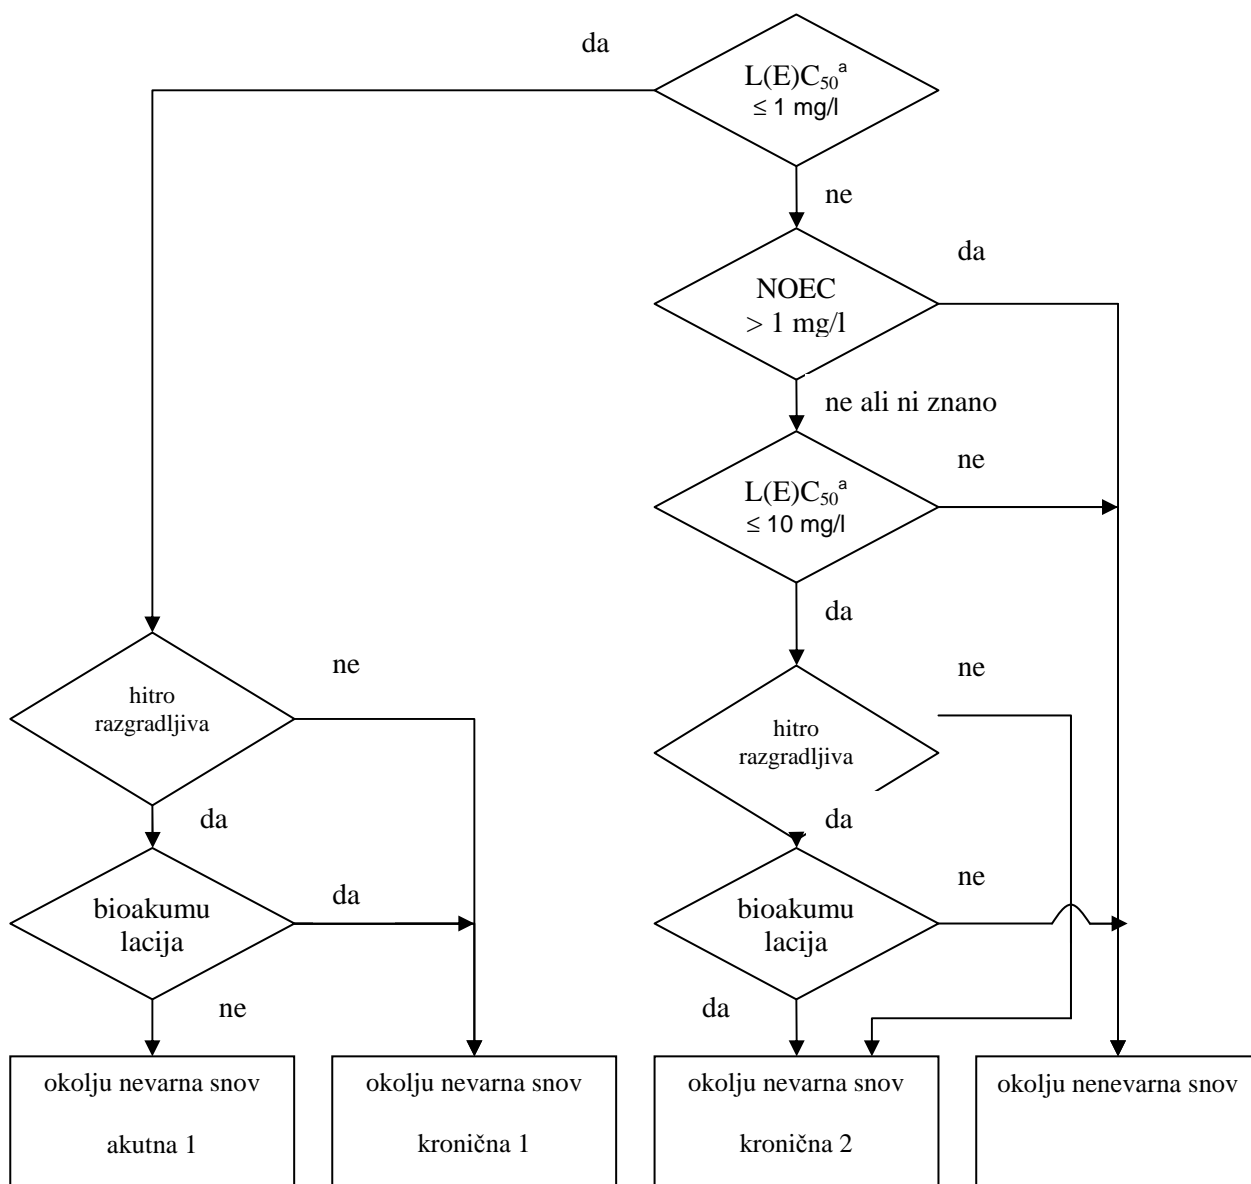 da
L(E)C₅₀ᵃ
≤ 1 mg/l
ne
da
NOEC
> 1 mg/l
ne ali ni znano
ne
L(E)C₅₀ᵃ
≤ 10 mg/l
da
ne
hitro
razgradljiva
ne
hitro
razgradljiva
da
da
bioakumu
lacija
da
bioakumu
lacija
ne
ne
da
okolju nevarna snov
akutna 1
okolju nevarna snov
kronična 1
okolju nevarna snov
kronična 2
okolju nenevarna snov